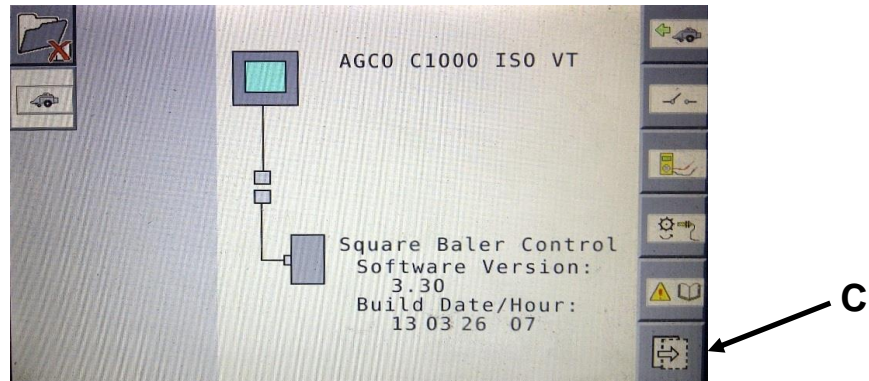 AGCO C1000 ISO VT
Square Baler Control
Software Version:
3.30
Build Date/Hour:
13 03 26 07
C